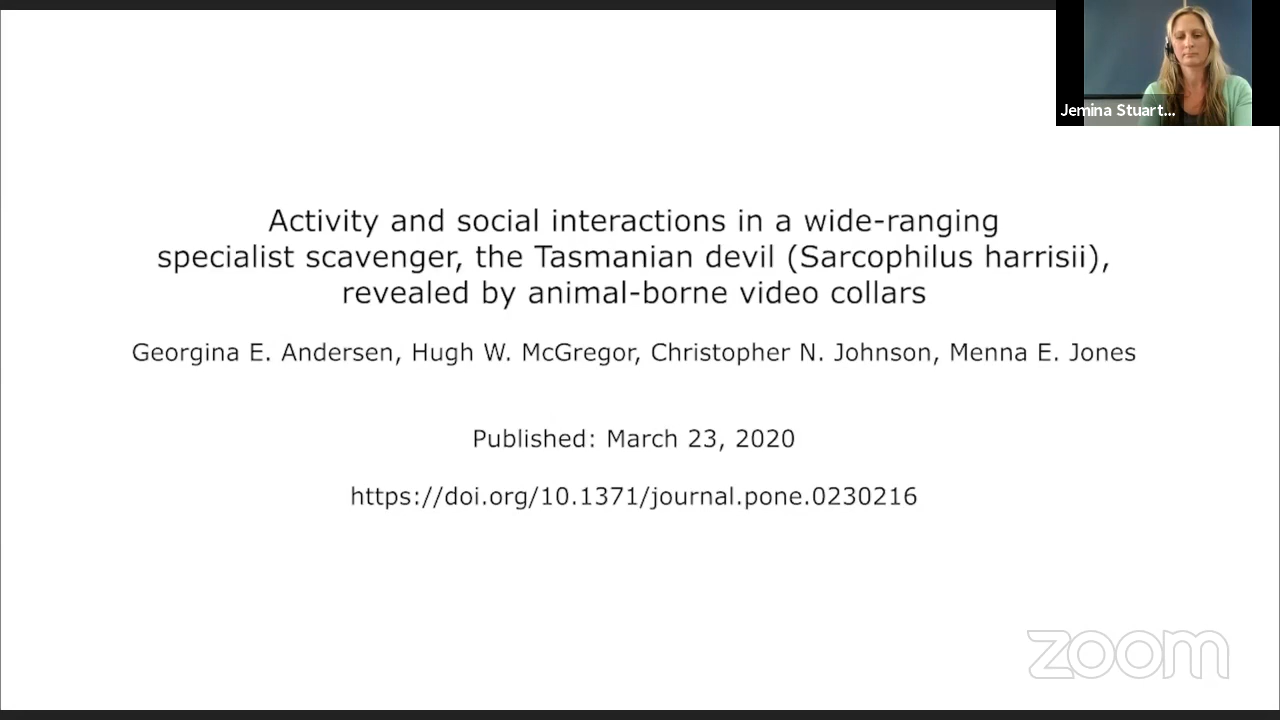 Jemina Stuart...
Activity and social interactions in a wide-ranging
specialist scavenger, the Tasmanian devil (Sarcophilus harrisii),
revealed by animal-borne video collars
Georgina E. Andersen, Hugh W. McGregor, Christopher N. Johnson, Menna E. Jones
Published: March 23, 2020
https://doi.org/10.1371/journal.pone.0230216
zoom